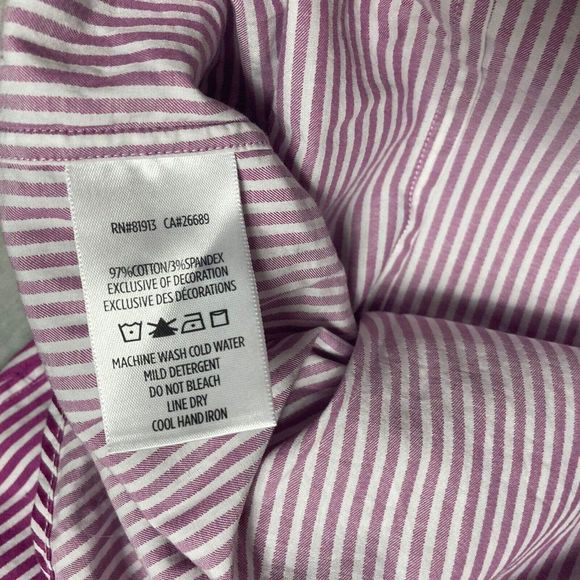 RN#81913 CA#26689
97%COTTON/3%SPANDEX
EXCLUSIVE OF DECORATION
EXCLUSIVE DES DÉCORATIONS
MACHINE WASH COLD WATER
MILD DETERGENT
DO NOT BLEACH
LINE DRY
COOL HAND IRON